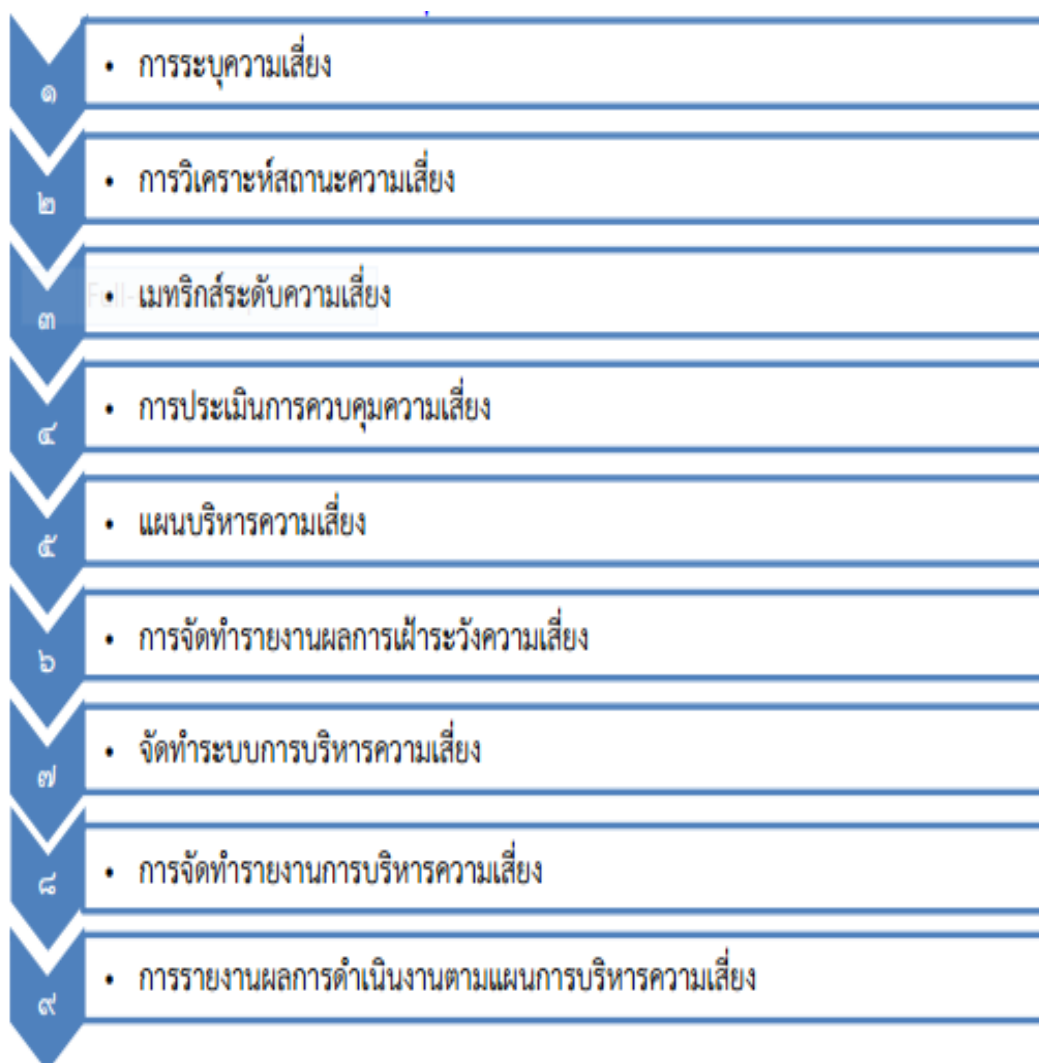 ๑
• การระบุความเสี่ยง
๒
• การวิเคราะห์สถานะความเสี่ยง
๓
• เมทริกส์ระดับความเสี่ยง
๔
• การประเมินการควบคุมความเสี่ยง
๕
• แผนบริหารความเสี่ยง
๖
• การจัดทำรายงานผลการเฝ้าระวังความเสี่ยง
๗
• จัดทำระบบการบริหารความเสี่ยง
๘
• การจัดทำรายงานการบริหารความเสี่ยง
๙
• การรายงานผลการดำเนินงานตามแผนการบริหารความเสี่ยง